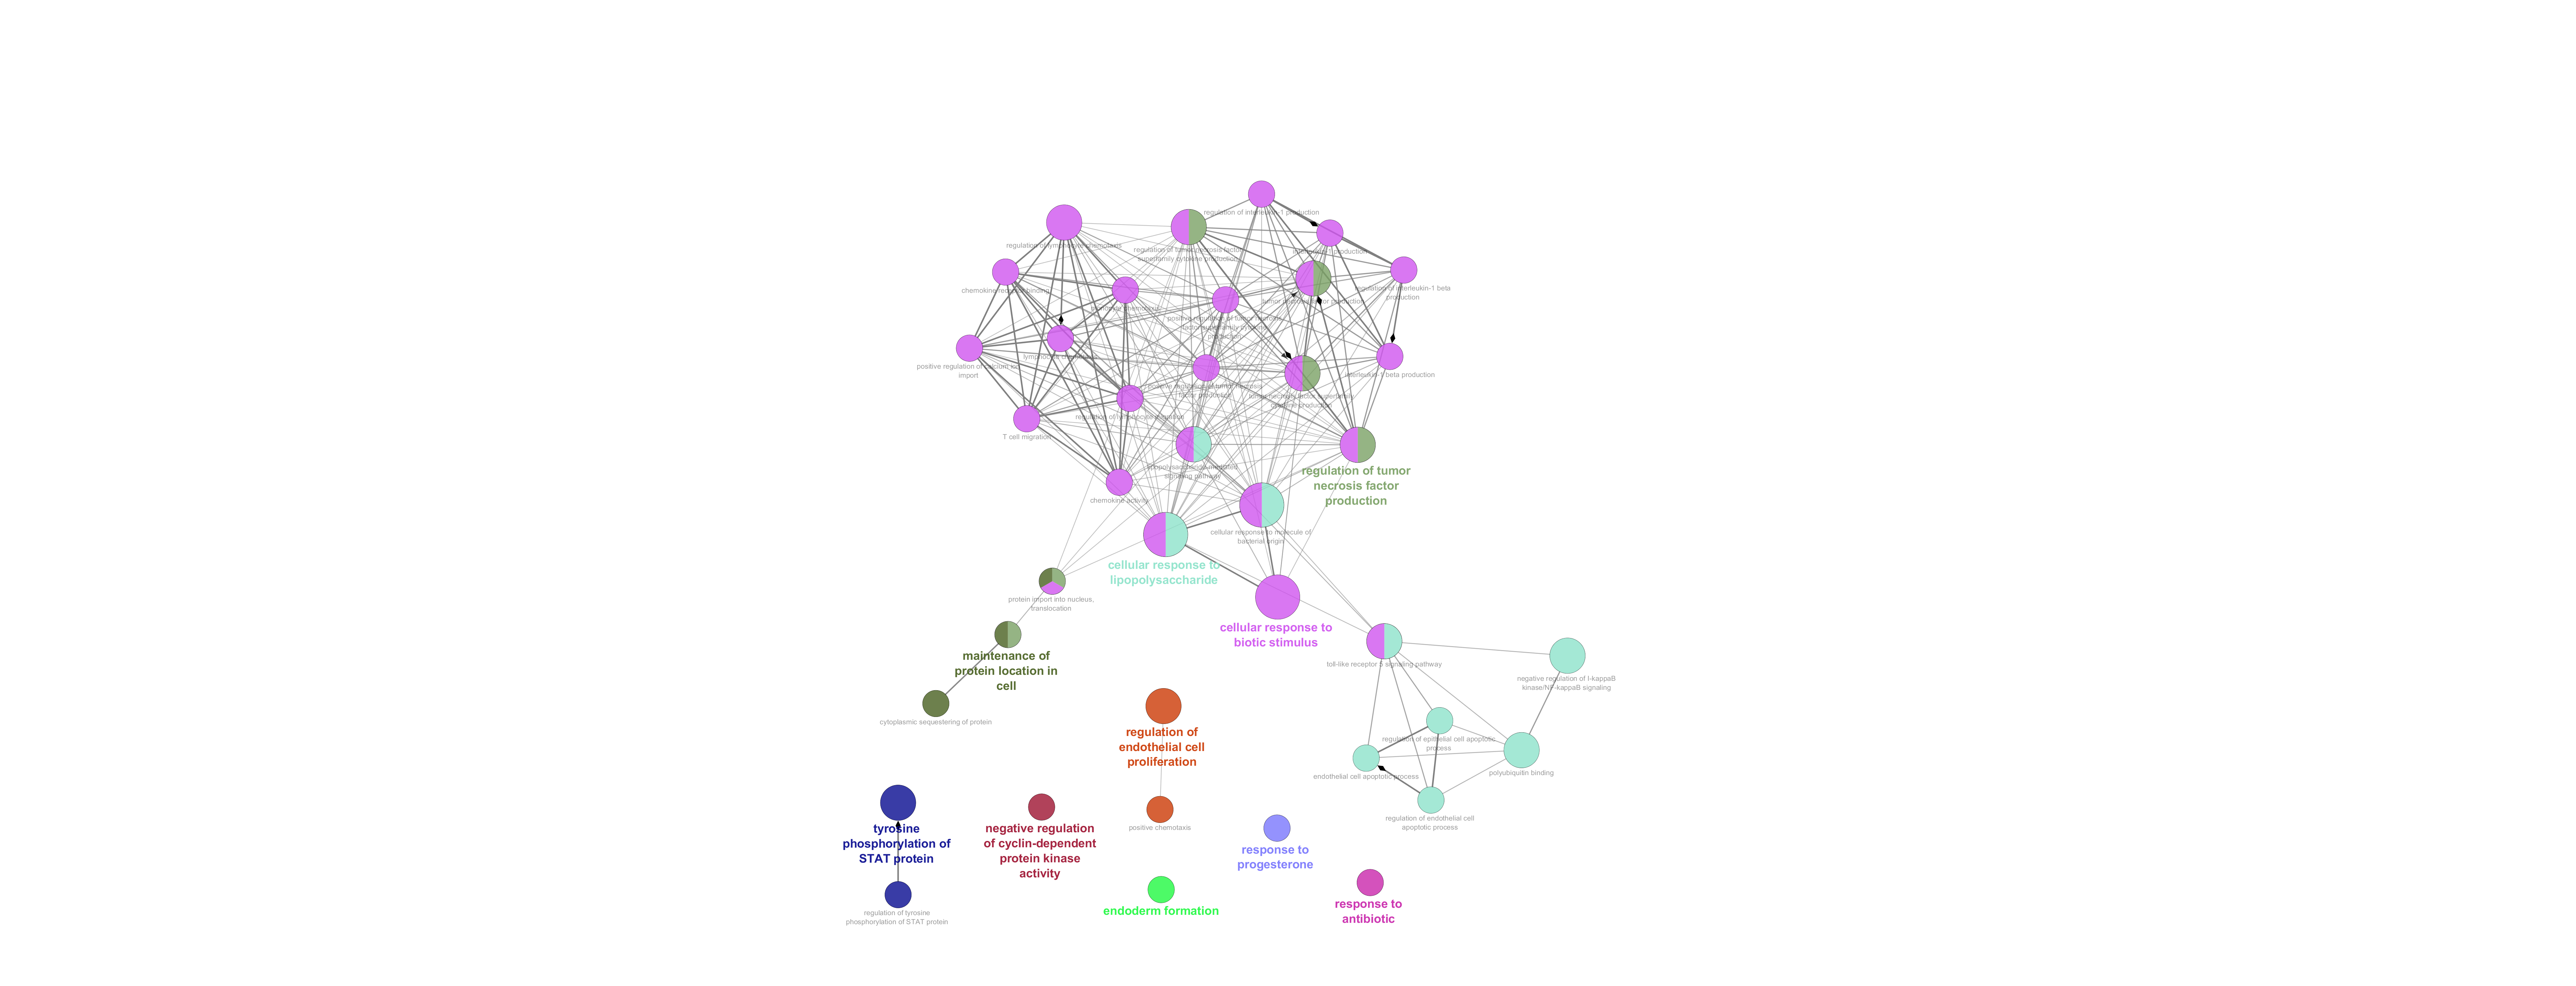 regulation of interleukin-1 production
regulation of lymphocyte chemotaxis
regulation of tumor necrosis factor
superfamily cytokine production
interleukin-1 production
chemokine receptor binding
regulation of interleukin-1 beta
production
tumor necrosis factor production
monocyte chemotaxis
positive regulation of tumor necrosis
factor superfamily cytokine
production
lymphocyte chemotaxis
positive regulation of calcium ion
import
interleukin-1 beta production
positive regulation of tumor necrosis
factor production
tumor necrosis factor superfamily
cytokine production
regulation of lymphocyte migration
T cell migration
lipopolysaccharide-mediated
signaling pathway
regulation of tumor
necrosis factor
production
chemokine activity
cellular response to molecule of
bacterial origin
cellular response to
lipopolysaccharide
protein import into nucleus,
translocation
cellular response to
biotic stimulus
maintenance of
protein location in
cell
toll-like receptor 5 signaling pathway
negative regulation of I-kappaB
kinase/NF-kappaB signaling
cytoplasmic sequestering of protein
regulation of
endothelial cell
proliferation
regulation of epithelial cell apoptotic
process
endothelial cell apoptotic process
polyubiquitin binding
regulation of endothelial cell
apoptotic process
tyrosine
phosphorylation of
STAT protein
negative regulation
of cyclin-dependent
protein kinase
activity
positive chemotaxis
response to
progesterone
endoderm formation
response to
antibiotic
regulation of tyrosine
phosphorylation of STAT protein